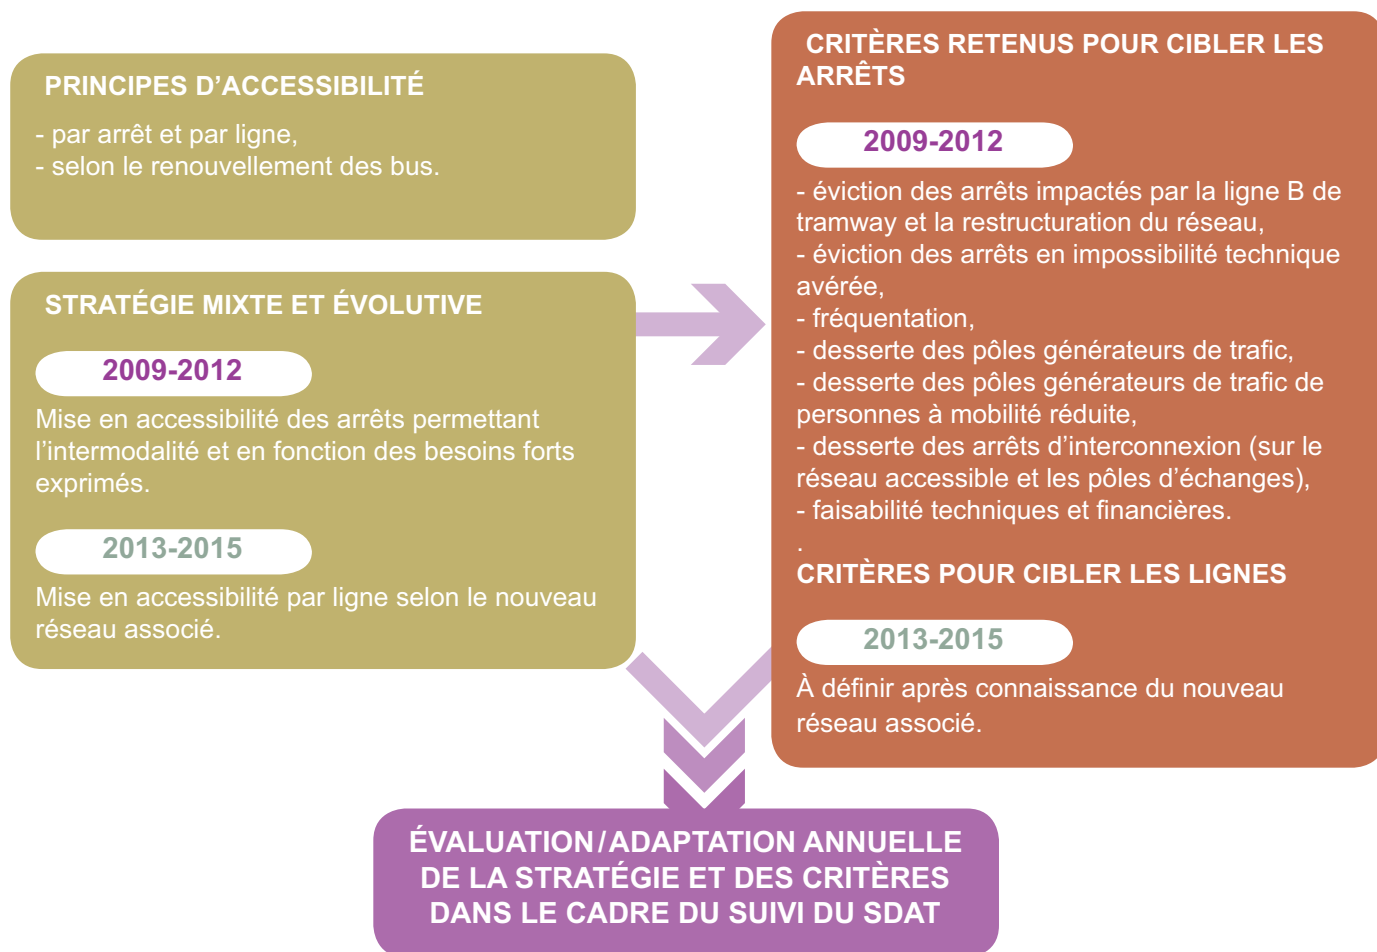 PRINCIPES D’ACCESSIBILITÉ
- par arrêt et par ligne,
- selon le renouvellement des bus.
STRATÉGIE MIXTE ET ÉVOLUTIVE
2009-2012
Mise en accessibilité des arrêts permettant
l’intermodalité et en fonction des besoins forts
exprimés.
2013-2015
Mise en accessibilité par ligne selon le nouveau
réseau associé.
CRITÈRES RETENUS POUR CIBLER LES
ARRÊTS
2009-2012
- éviction des arrêts impactés par la ligne B de
tramway et la restructuration du réseau,
- éviction des arrêts en impossibilité technique
avérée,
- fréquentation,
- desserte des pôles générateurs de trafic,
- desserte des pôles générateurs de trafic de
personnes à mobilité réduite,
- desserte des arrêts d’interconnexion (sur le
réseau accessible et les pôles d’échanges),
- faisabilité techniques et financières.
.
CRITÈRES POUR CIBLER LES LIGNES
2013-2015
À définir après connaissance du nouveau
réseau associé.
ÉVALUATION/ADAPTATION ANNUELLE
DE LA STRATÉGIE ET DES CRITÈRES
DANS LE CADRE DU SUIVI DU SDAT